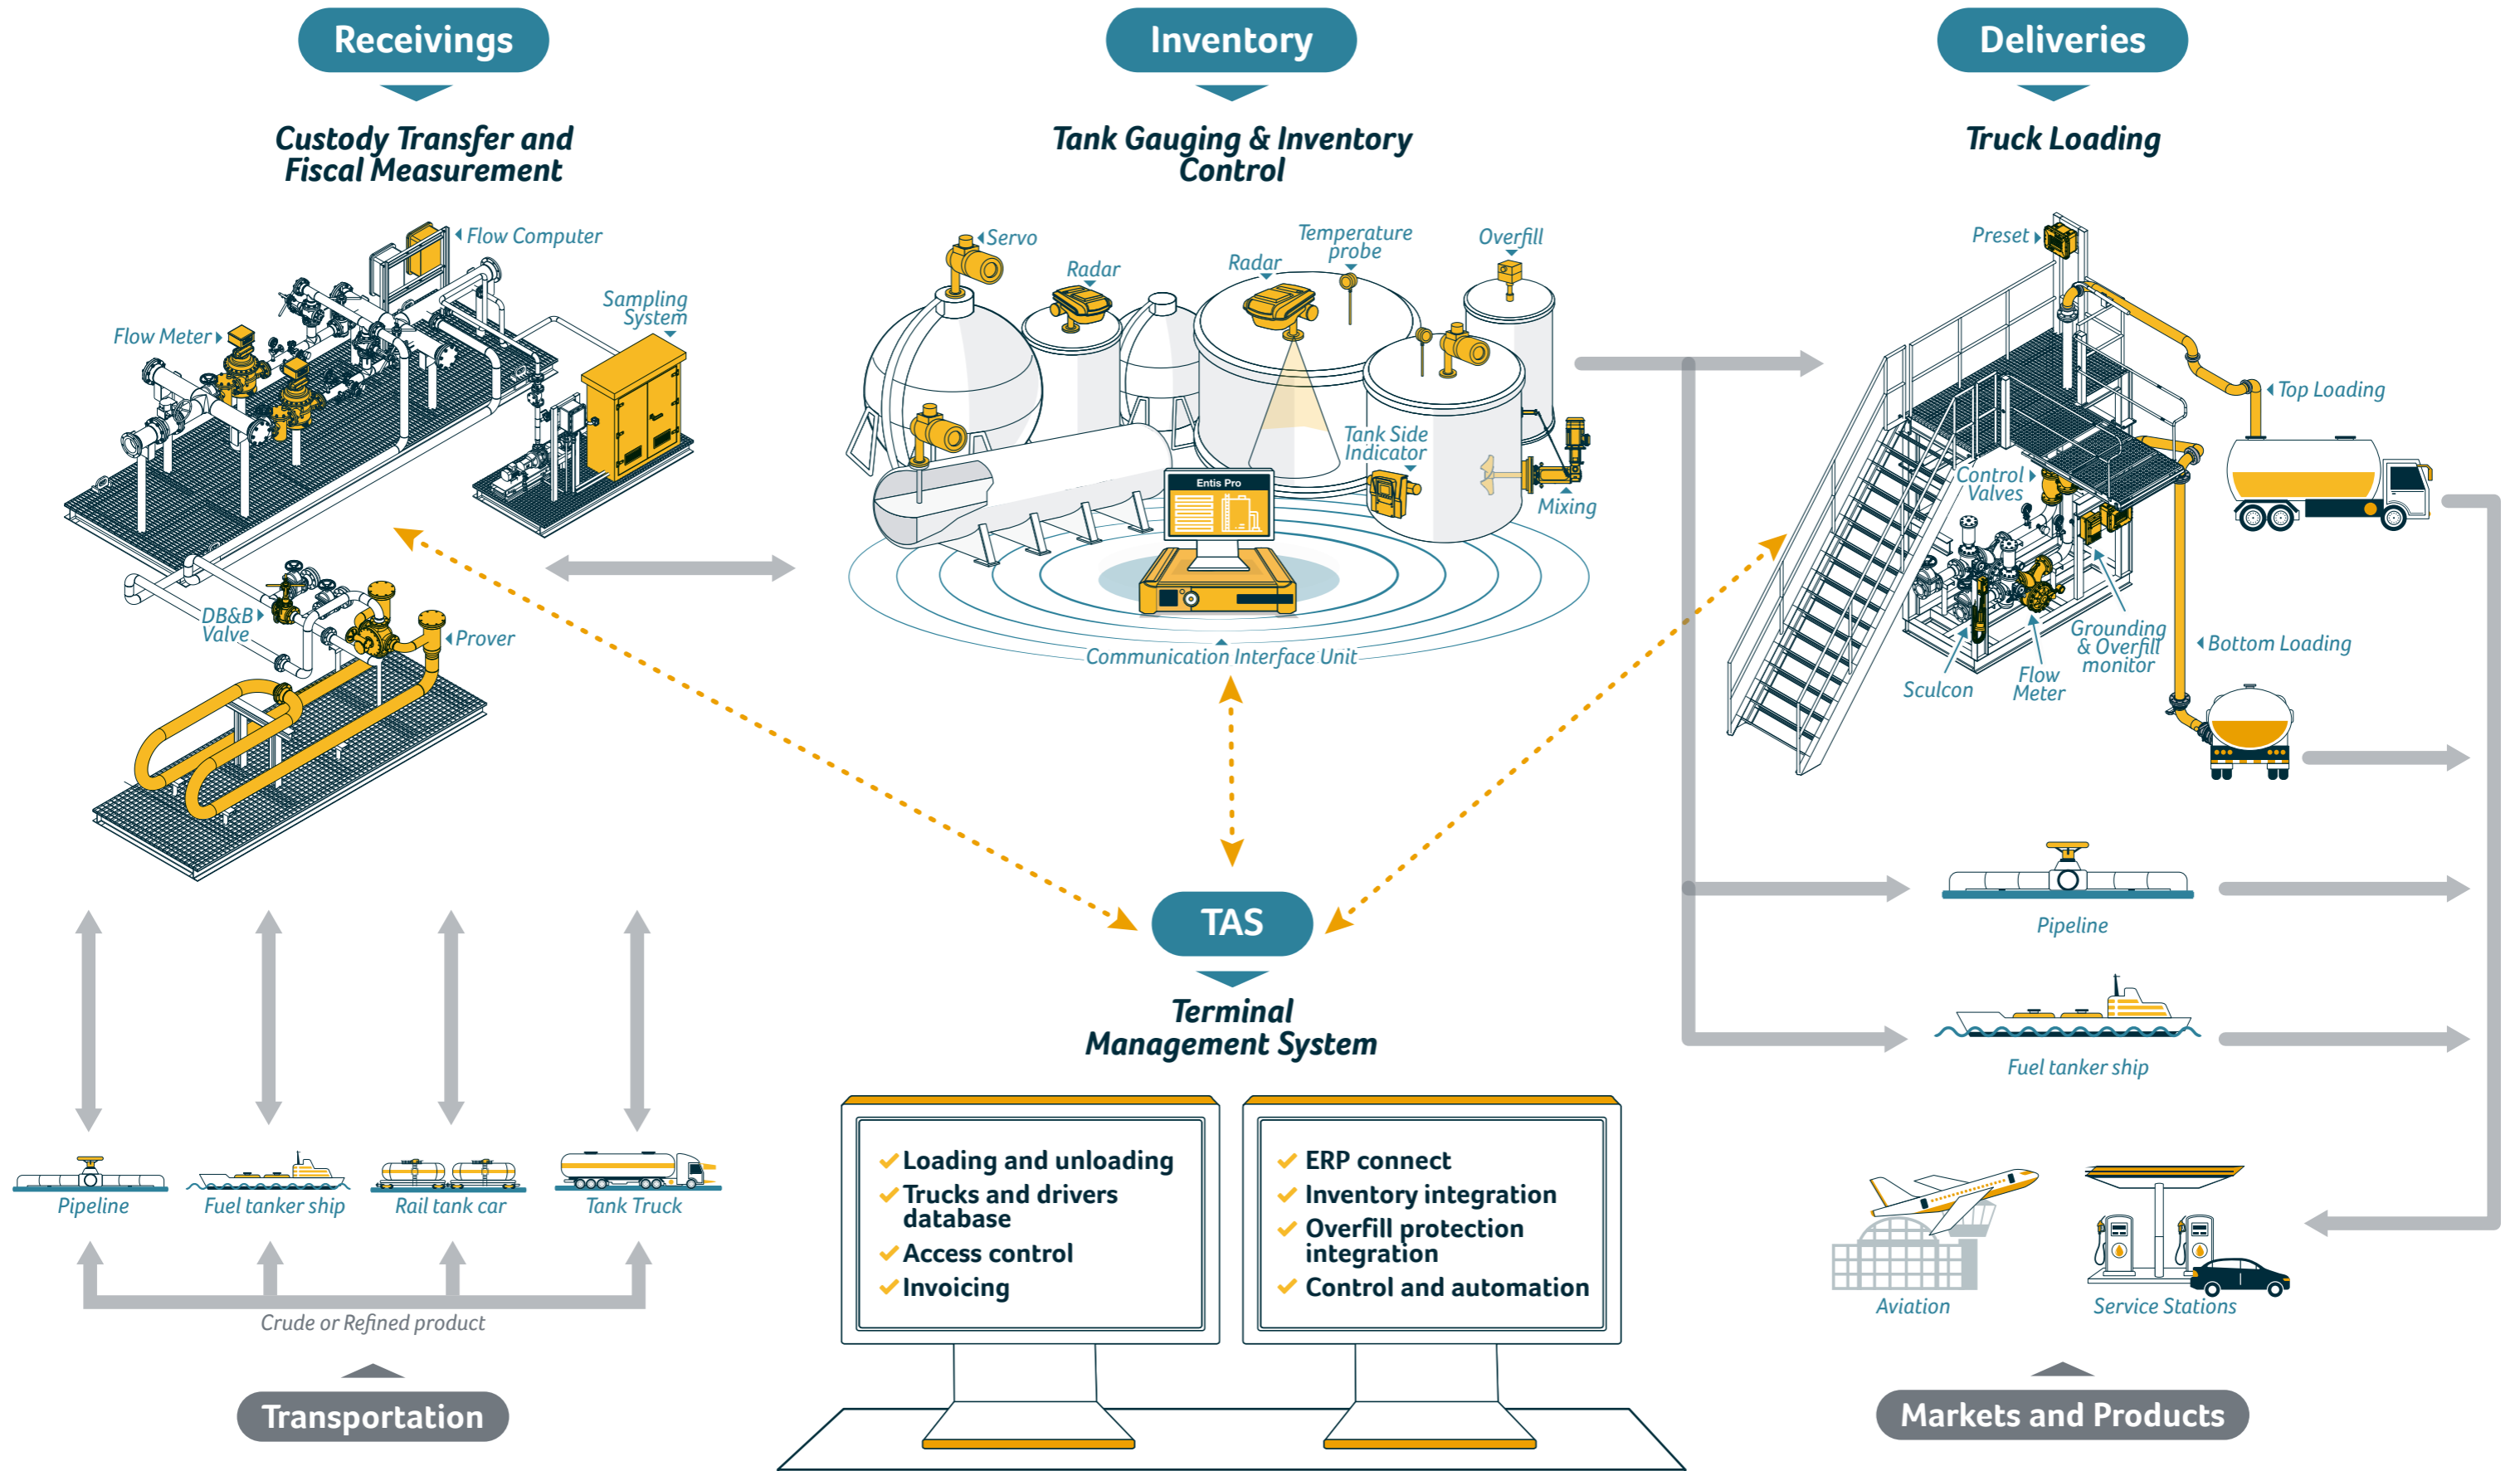 Receivings
Custody Transfer and
Fiscal Measurement
Flow Computer
Sampling
System
Flow Meter
DB&B
Valve
Prover
Pipeline
Fuel tanker ship
Rail tank car
Tank Truck
Crude or Refined product
Transportation
Inventory
Tank Gauging & Inventory
Control
Servo
Radar
Radar
Temperature
probe
Overfill
Tank Side
Indicator
Mixing
Entis Pro
Communication Interface Unit
TAS
Terminal
Management System
Loading and unloading
Trucks and drivers
database
Access control
Invoicing
ERP connect
Inventory integration
Overfill protection
integration
Control and automation
Deliveries
Truck Loading
Preset
Top Loading
Control
Valves
Grounding
& Overfill
monitor
Bottom Loading
Sculcon
Flow
Meter
Pipeline
Fuel tanker ship
Aviation
Service Stations
Markets and Products